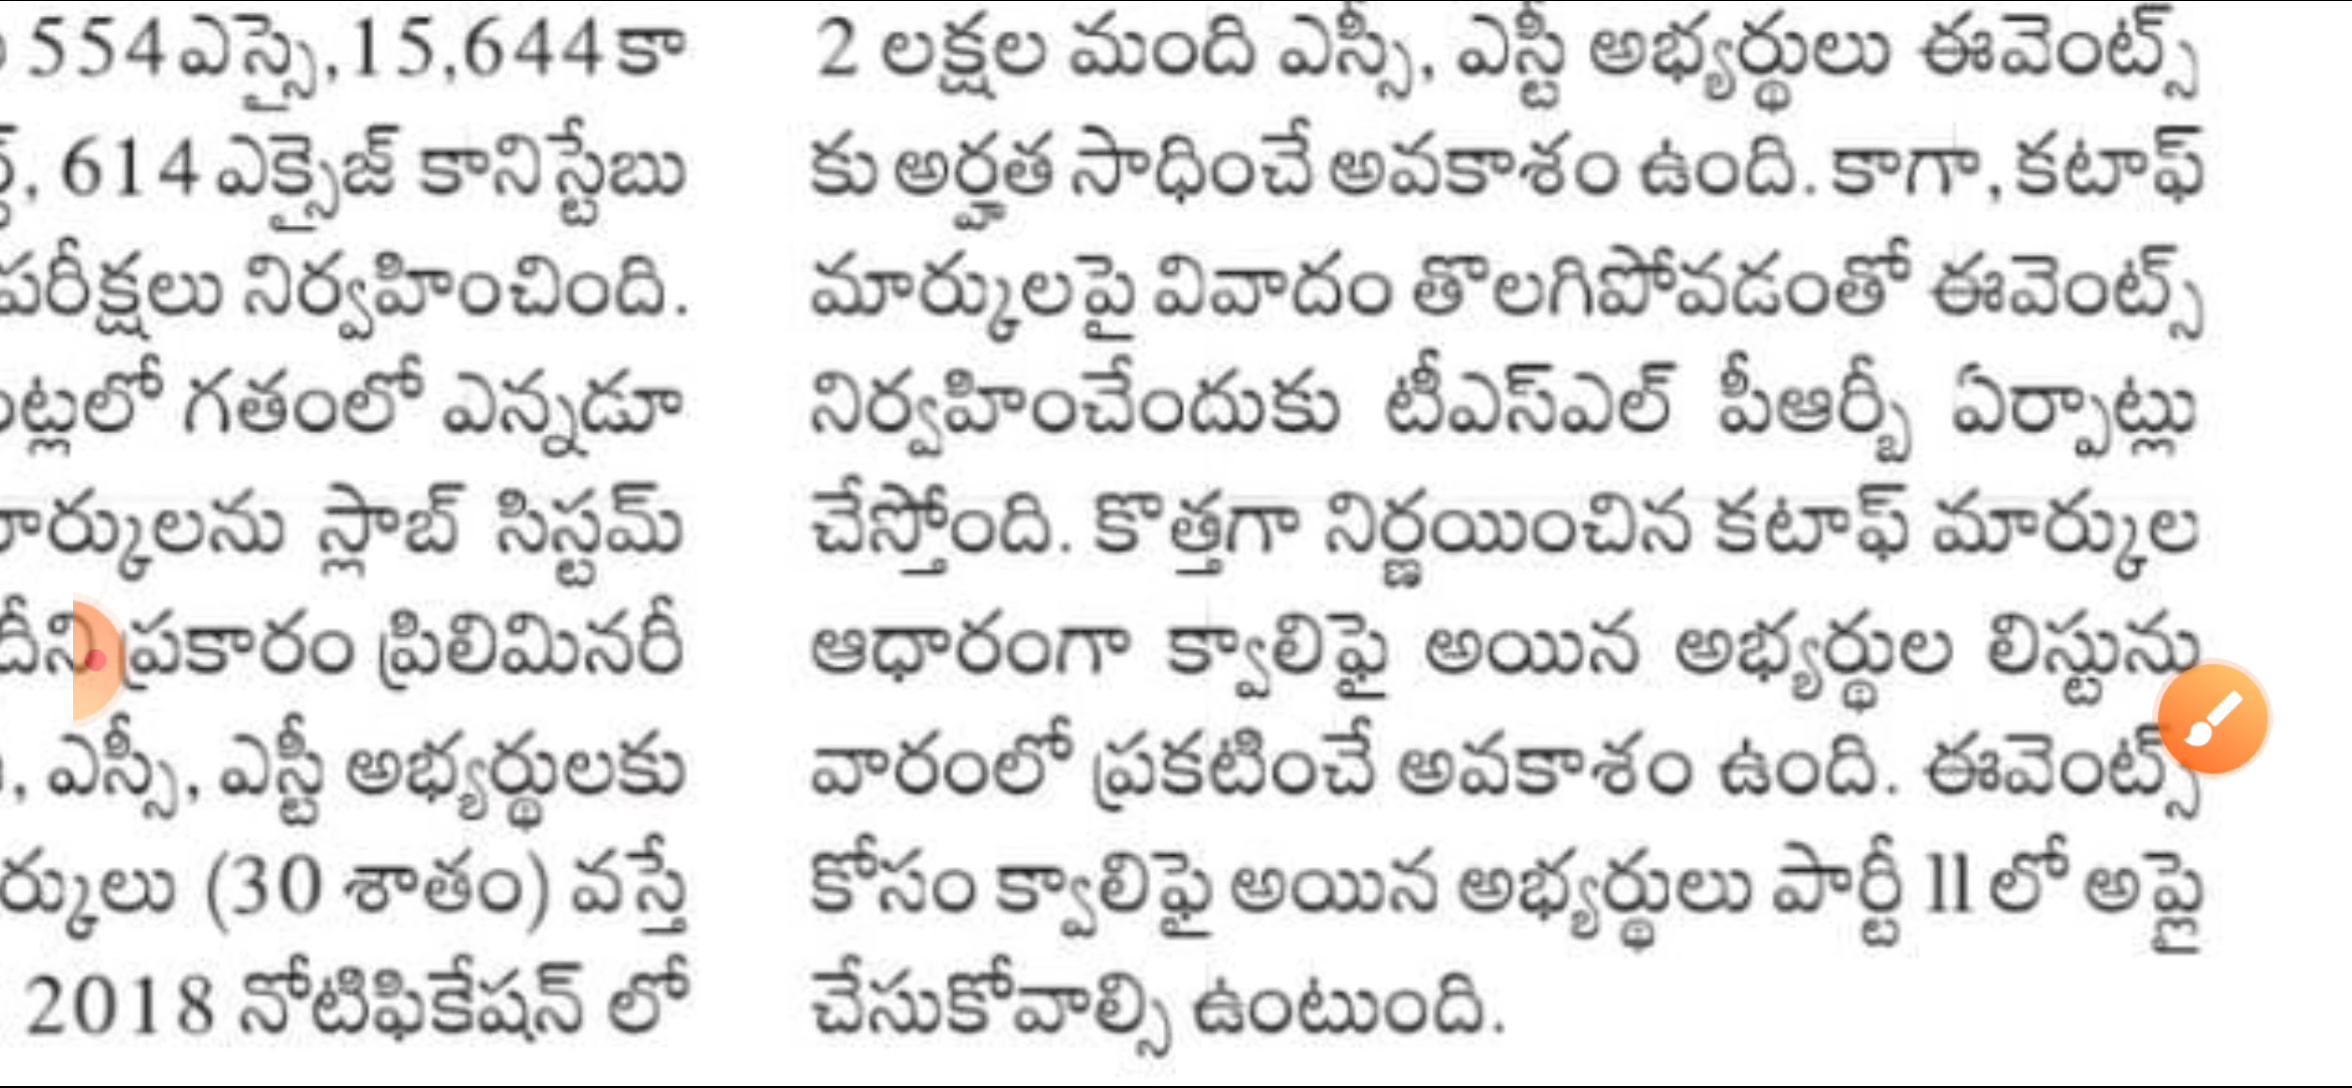 554 ఎస్సై, 15,644 కా
614 ఎక్సైజ్ కానిస్టేబు
పరీక్షలు నిర్వహించింది.
గతంలో ఎన్నడూ
స్లాబ్ సిస్టమ్
దీని ప్రకారం ప్రిలిమినరీ
ఎస్సీ, ఎస్టీ అభ్యర్థులకు
(30 శాతం) వస్తే
2018 నోటిఫికేషన్ లో
2 లక్షల మంది ఎస్సీ, ఎస్టీ అభ్యర్థులు ఈవెంట్స్
కు అర్హత సాధించే అవకాశం ఉంది. కాగా, కటాఫ్
మార్కులపై వివాదం తొలగిపోవడంతో ఈవెంట్స్
నిర్వహించేందుకు టీఎస్ఎల్ పీఆర్బీ ఏర్పాట్లు
చేస్తోంది. కొత్తగా నిర్ణయించిన కటాఫ్ మార్కుల
ఆధారంగా క్వాలిఫై అయిన అభ్యర్థుల లిస్టును
వారంలో ప్రకటించే అవకాశం ఉంది. ఈవెంట్స్
కోసం క్వాలిఫై అయిన అభ్యర్థులు పార్టీ ll లో అప్లై
చేసుకోవాల్సి ఉంటుంది.